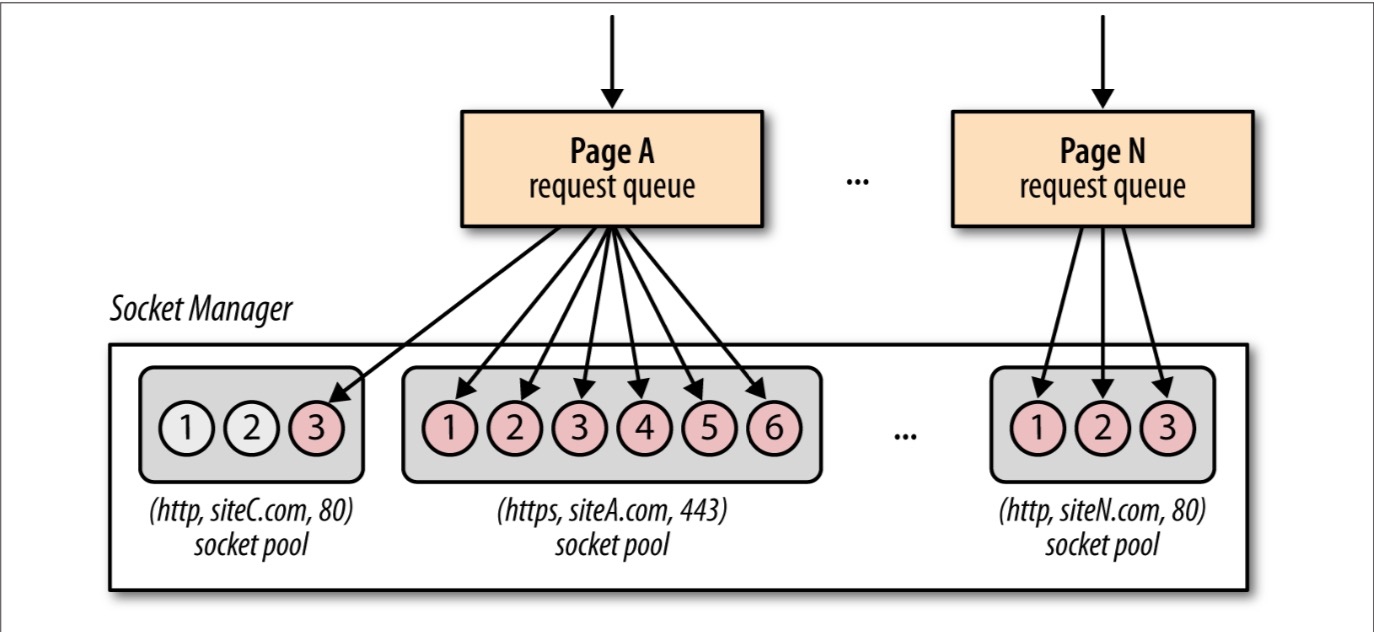 Page A
request queue
...
Page N
request queue
Socket Manager
1 2 3
1 2 3 4 5 6
...
1 2 3
(http, siteC.com, 80)
socket pool
(https, siteA.com, 443)
socket pool
(http, siteN.com, 80)
socket pool